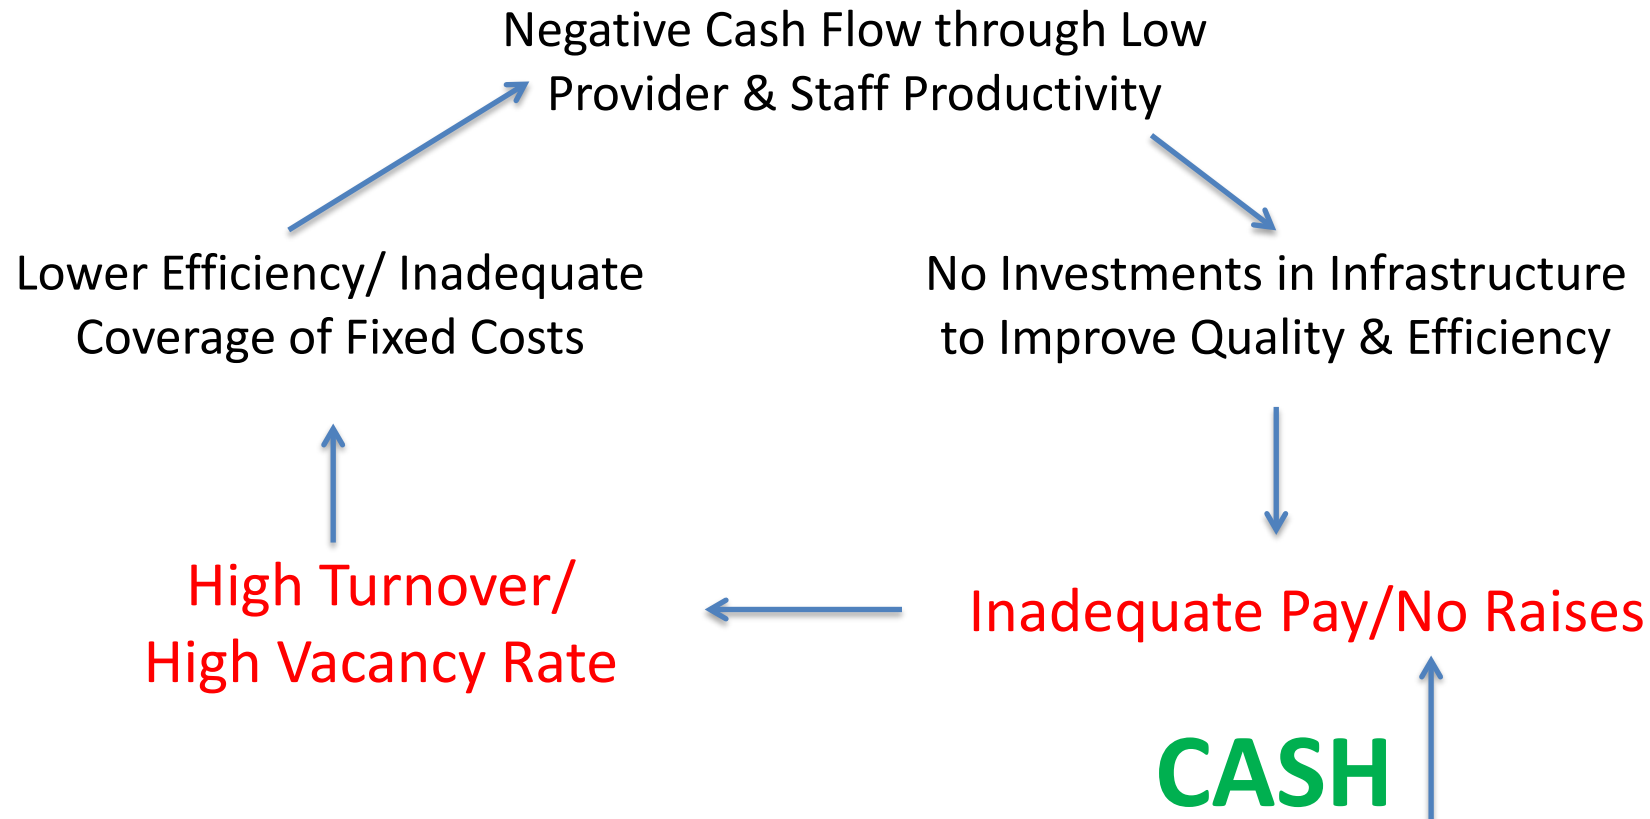 Negative Cash Flow through Low
Provider & Staff Productivity
Lower Efficiency/ Inadequate
Coverage of Fixed Costs
No Investments in Infrastructure
to Improve Quality & Efficiency
High Turnover/
High Vacancy Rate
Inadequate Pay/No Raises
CASH